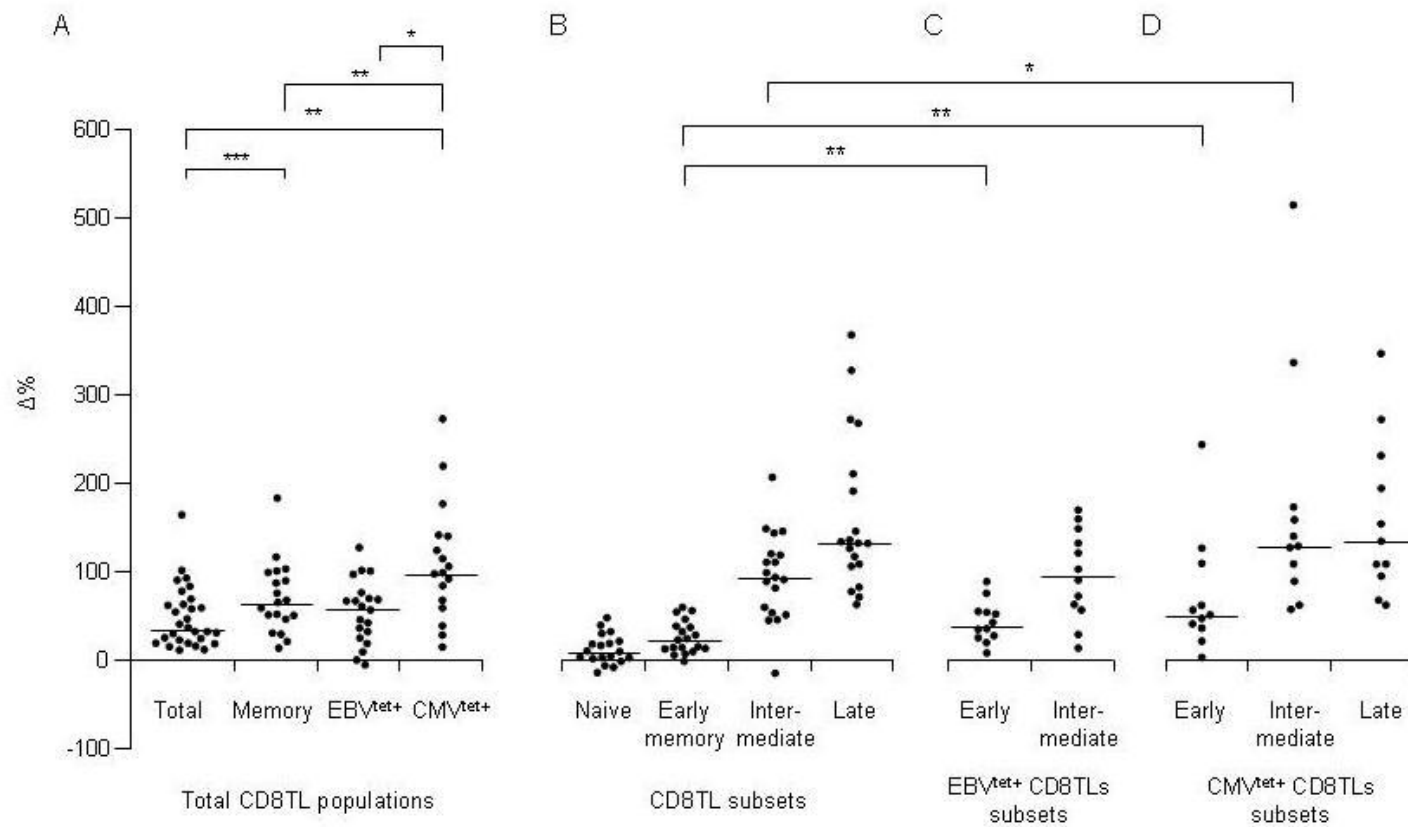 A
B
C
D
*
**
**
***
*
**
**
600
500
400
300
200
100
0
-100
Δ%
Total Memory EBVtet+ CMVtet+
Total CD8TL populations
Naive Early memory Inter-mediate Late
CD8TL subsets
Early Inter-mediate
EBVtet+ CD8TLs
subsets
Early Inter-mediate Late
CMVtet+ CD8TLs
subsets